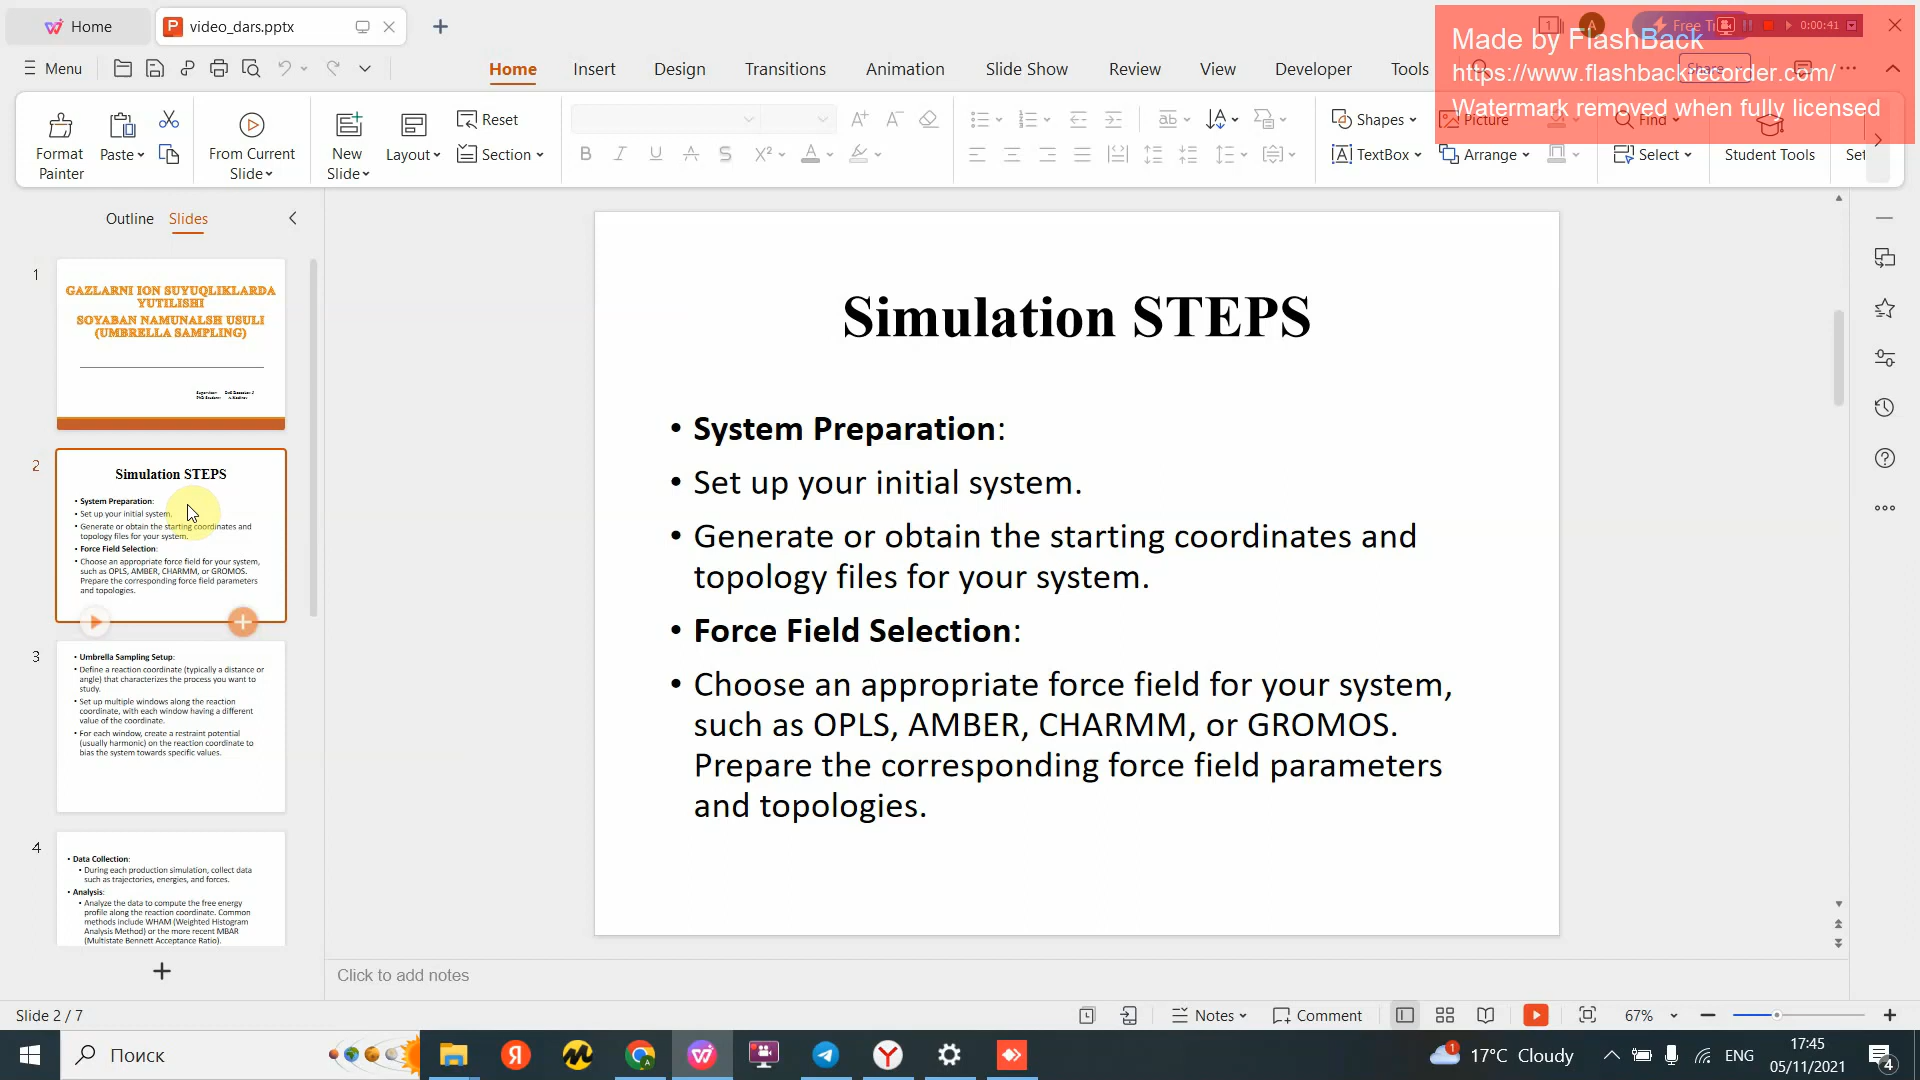 Home
video_dars.pptx
Free
0:00:41
Made by FlashBack
https://www.flashbackrecorder.com/
Watermark removed when fully licensed
Menu
Home
Insert
Design
Transitions
Animation
Slide Show
Review
View
Developer
Tools
Share
Format Painter
Paste
From Current Slide
New Slide
Layout
Reset
Section
Shapes
Picture
Find
TextBox
Arrange
Select
Student Tools
Outline
Slides
1
GAZLARNI ION SUYUQLIKLARDA
YUTILISHI
SOYABAN NAMUNALSH USULI
(UMBRELLA SAMPLING)
2
Simulation STEPS
• System Preparation:
• Set up your initial system.
• Generate or obtain the starting coordinates and
topology files for your system.
• Force Field Selection:
• Choose an appropriate force field for your system,
such as OPLS, AMBER, CHARMM, or GROMOS.
Prepare the corresponding force field parameters
and topologies.
3
• Umbrella Sampling Setup:
• Define a reaction coordinate (typically a distance or
angle) that characterizes the process you want to
study.
• Set up multiple windows along the reaction
coordinate, with each window having a different
value of the coordinate.
• For each window, create a restraint potential
(usually harmonic) on the reaction coordinate to
bias the system towards specific values.
4
• Data Collection:
• During each production simulation, collect data
such as trajectories, energies, and forces.
• Analysis:
• Analyze the data to compute the free energy
profile along the reaction coordinate. Common
methods include WHAM (Weighted Histogram
Analysis Method) or the more recent MBAR
(Multistate Bennett Acceptance Ratio).
Simulation STEPS
• System Preparation:
• Set up your initial system.
• Generate or obtain the starting coordinates and
topology files for your system.
• Force Field Selection:
• Choose an appropriate force field for your system,
such as OPLS, AMBER, CHARMM, or GROMOS.
Prepare the corresponding force field parameters
and topologies.
Click to add notes
Slide 2 / 7
Notes
Comment
67%
Поиск
17°C Cloudy
ENG
17:45
05/11/2021
4